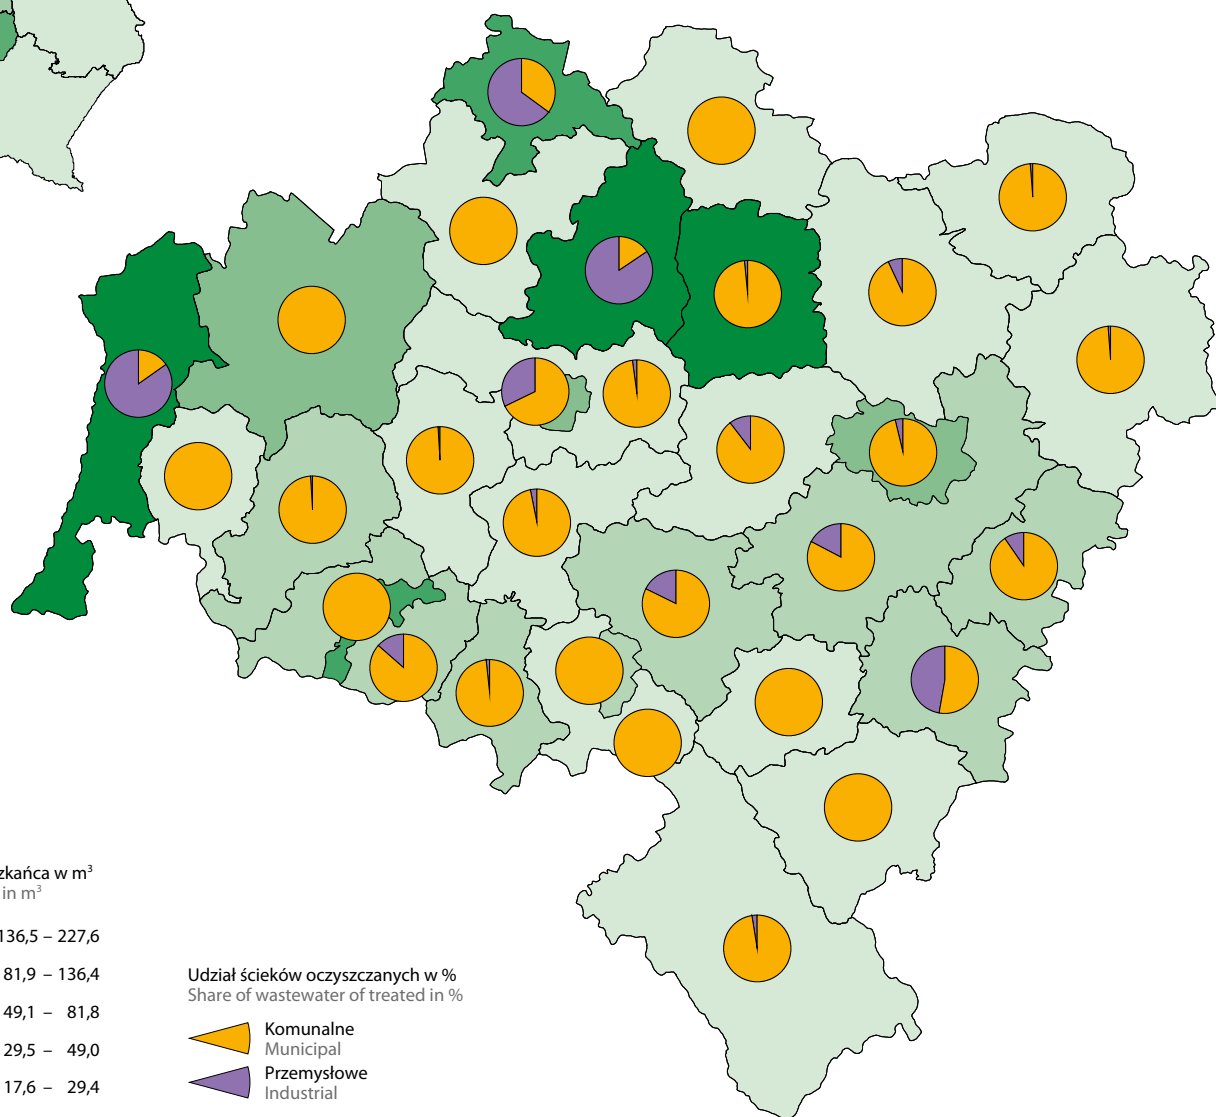 zkańca w m³
in m³
136,5 – 227,6
81,9 – 136,4
49,1 – 81,8
29,5 – 49,0
17,6 – 29,4
Udział ścieków oczyszczanych w %
Share of wastewater of treated in %
Komunalne
Municipal
Przemysłowe
Industrial